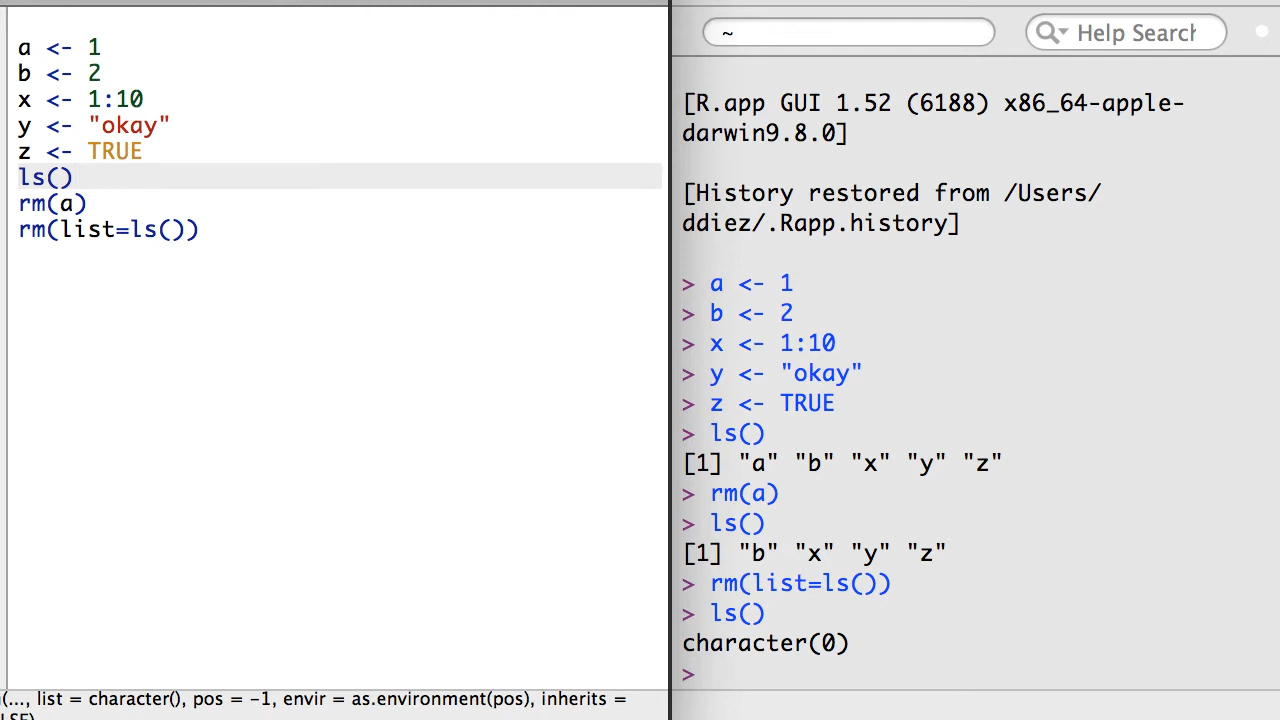 a <- 1
b <- 2
x <- 1:10
y <- "okay"
z <- TRUE
ls()
rm(a)
rm(list=ls())
(..., list = character(), pos = -1, envir = as.environment(pos), inherits =
~
Help Search
[R.app GUI 1.52 (6188) x86_64-apple-
darwin9.8.0]
[History restored from /Users/
ddiez/.Rapp.history]
> a <- 1
> b <- 2
> x <- 1:10
> y <- "okay"
> z <- TRUE
> ls()
[1] "a" "b" "x" "y" "z"
> rm(a)
> ls()
[1] "b" "x" "y" "z"
> rm(list=ls())
> ls()
character(0)
>